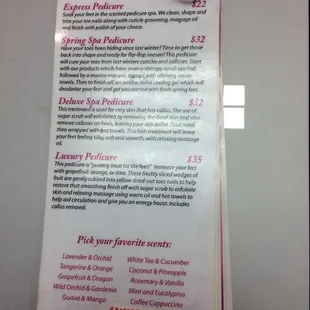 Express Pedicure $22
Soak your feet in the scented pedicure spa. We clean, shape and
trim your toe nails along with cuticle grooming, massage oil
and finish with polish of your choice.
Spring Spa Pedicure $32
Have your toes been hiding since last winter? Time to get those
back into shape and ready for flip-flop season! This pedicure
will cure your toes from last winters cuticles and calluses. Start
with our products which have aroma-therapy scrub applied,
followed by a marine masque, again with relaxing
towels. Then to finish off, an antibacterial cooling gel which will
deodorize your feet and get you started with fresh spring feet.
Deluxe Spa Pedicure $32
This treatment is used for very skin that has callus. The use of
sugar scrub will exfoliated by removing the dead skin and also
remove calluses on heels, leaving your skin softer. Foot mask
then wrapped with hot towels. This treatment will leave
your feet feeling silky, soft and smooth, with relaxing massage
oil.
Luxury Pedicure $35
This pedicure is "yummy treat for the feet!" Immerse your feet
with grapefruit, orange, or lime. Those freshly sliced wedges of
fruit are gently rubbed into yellow dried-out toes nails to help
restore that smoothing finish off with sugar scrub to exfoliate
skin and relaxing massage using warm oil and hot towels to
help aid circulation and give you an energy boost. Includes
callus removal.
Pick your favorite scents:
Lavender & Orchid White Tea & Cucumber
Tangerine & Orange Coconut & Pineapple
Grapefruit & Dragon Rosemary & Vanilla
Wild Orchid & Gardenia Mint and Eucalyptus
Guava & Mango Coffee Cappuccino